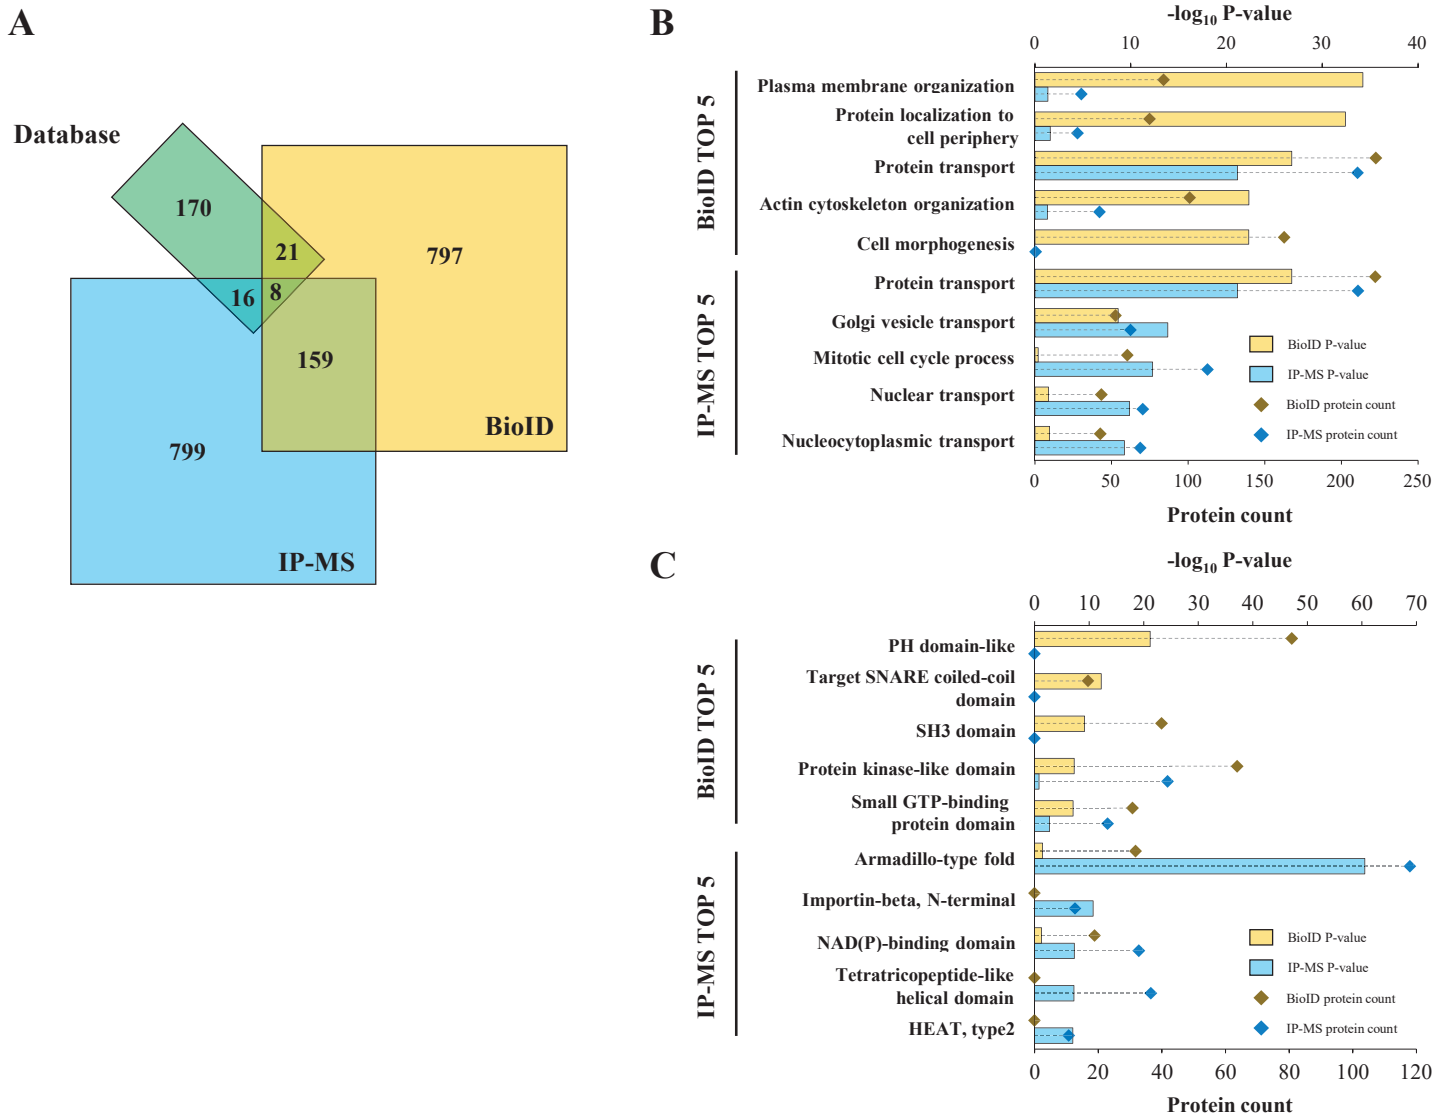 A
Database
170
21
797
16
8
159
BioID
799
IP-MS
B
-log10 P-value
0 10 20 30 40
BioID TOP 5
Plasma membrane organization
Protein localization to
cell periphery
Protein transport
Actin cytoskeleton organization
Cell morphogenesis
IP-MS TOP 5
Protein transport
Golgi vesicle transport
Mitotic cell cycle process
Nuclear transport
Nucleocytoplasmic transport
BioID P-value
IP-MS P-value
BioID protein count
IP-MS protein count
0 50 100 150 200 250
Protein count
C
-log10 P-value
0 10 20 30 40 50 60 70
BioID TOP 5
PH domain-like
Target SNARE coiled-coil
domain
SH3 domain
Protein kinase-like domain
Small GTP-binding
protein domain
IP-MS TOP 5
Armadillo-type fold
Importin-beta, N-terminal
NAD(P)-binding domain
Tetratricopeptide-like
helical domain
HEAT, type2
BioID P-value
IP-MS P-value
BioID protein count
IP-MS protein count
0 20 40 60 80 100 120
Protein count